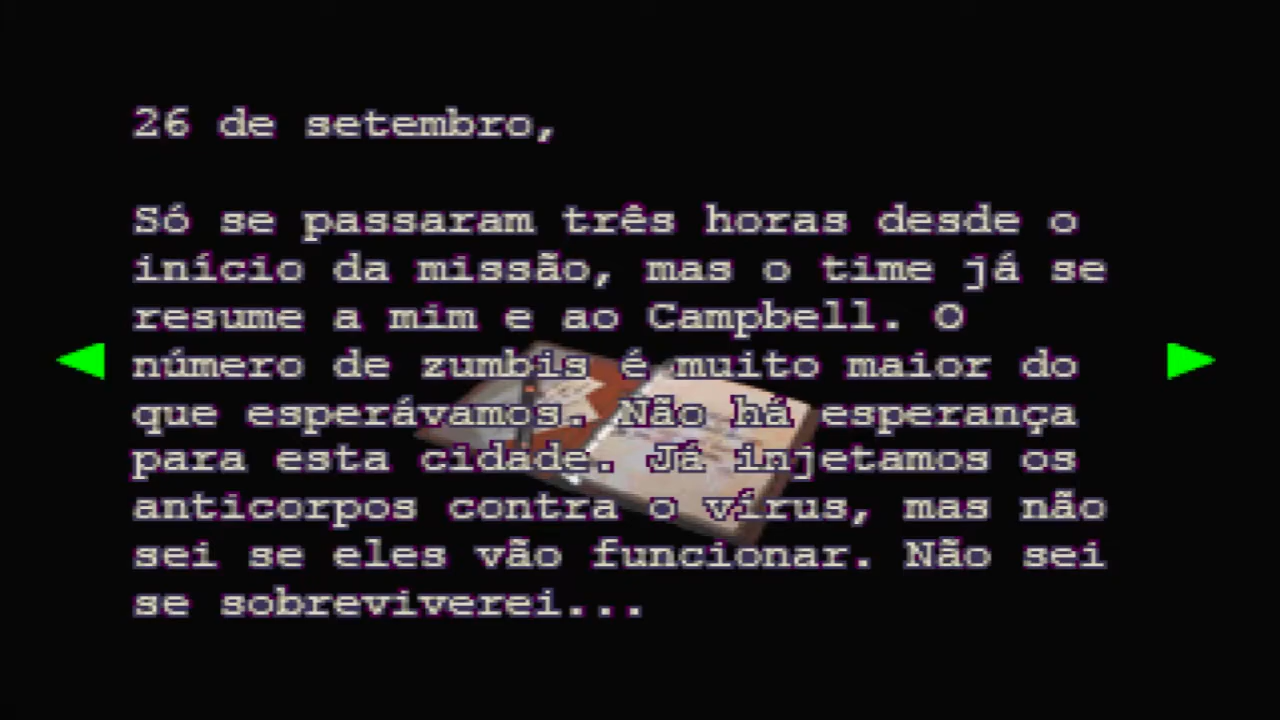 26 de setembro,
Só se passaram três horas desde o
início da missão, mas o time já se
resume a mim e ao Campbell. O
número de zumbis é muito maior do
que esperávamos. Não há esperança
para esta cidade. Já injetamos os
anticorpos contra o vírus, mas não
sei se eles vão funcionar. Não sei
se sobreviverei...